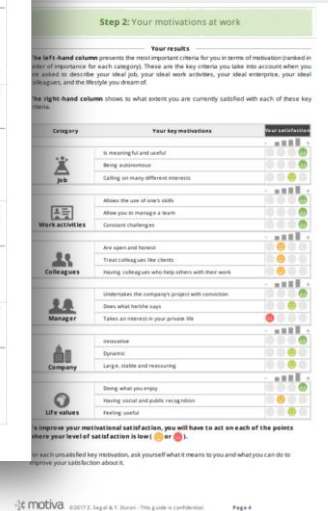 Step 2: Your motivations at work
Your results
The left-hand column presents the most important criteria for you in terms of motivation (ranked in
order of importance for each category). These are the key criteria you take into account when you
are asked to describe your ideal job, your ideal work activities, your ideal enterprise, your ideal
colleagues, and the lifestyle you dream of.
The right-hand column shows to what extent you are currently satisfied with each of these key
criteria.
Category Your key motivations Your satisfaction
- +
Is meaningful and useful
Being autonomous
Calling on many different interests
Job
- +
Allows the use of one's skills
Allow you to manage a team
Constant challenges
Work activities
- +
Are open and honest
Treat colleagues like clients
Having colleagues who help others with their work
Colleagues
- +
Undertakes the company's project with conviction
Does what he/she says
Takes an interest in your private life
Manager
- +
Innovative
Dynamic
Large, stable and reassuring
Company
- +
Doing what you enjoy
Having social and public recognition
Feeling useful
Life values
To improve your motivational satisfaction, you will have to act on each of the points
where your level of satisfaction is low ( or ).
For each unsatisfied key motivation, ask yourself what it means to you and what you can do to
improve your satisfaction about it.
motiva ©2017 Z. Segal & Y. Duron - This guide is confidential. Page 4